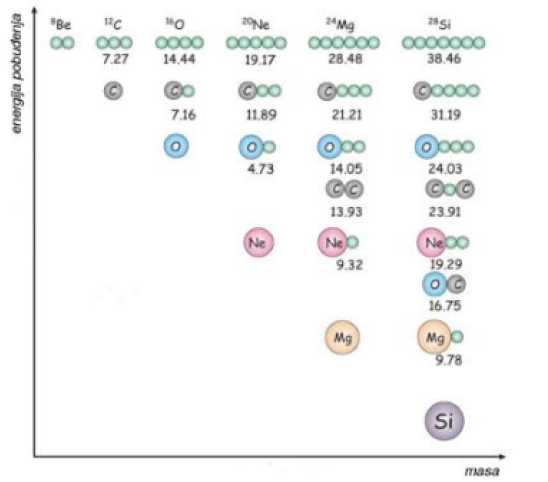 energija pobuđenja
⁸Be ¹²C ¹⁶O ²⁰Ne ²⁴Mg ²⁸Si
7.27 14.44 19.17 28.48 38.46
C C C C C
7.16 11.89 21.21 31.19
O O O O
4.73 14.05 24.03
C C C C
13.93 23.91
Ne Ne Ne
9.32 19.29
O C
16.75
Mg Mg
9.78
Si
masa